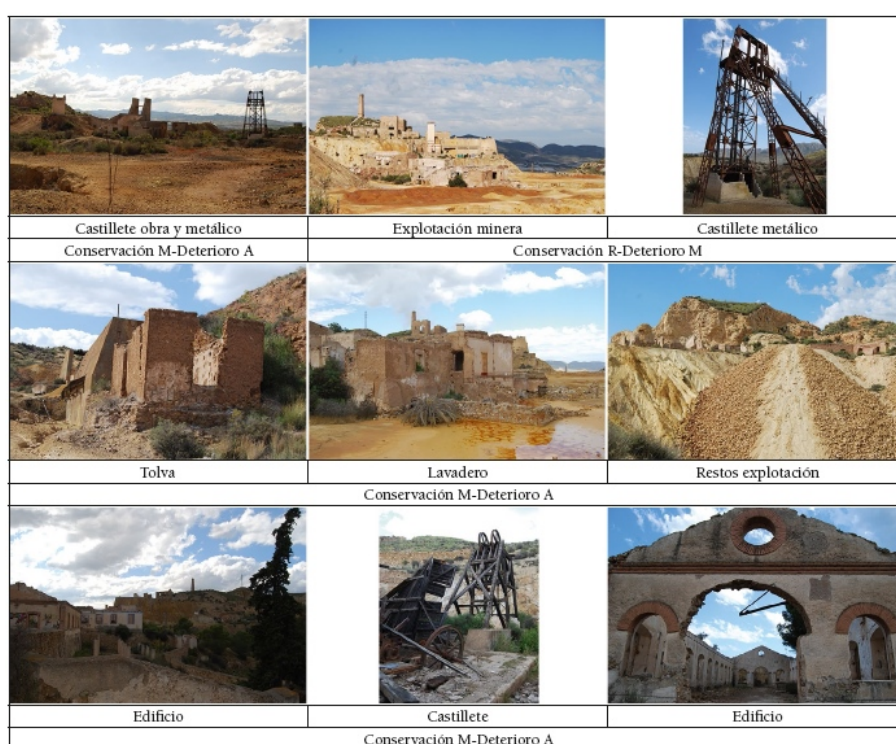 Castillete obra y metálico
Explotación minera
Castillete metálico
Conservación M-Deterioro A
Conservación R-Deterioro M
Tolva
Lavadero
Restos explotación
Conservación M-Deterioro A
Edificio
Castillete
Edificio
Conservación M-Deterioro A